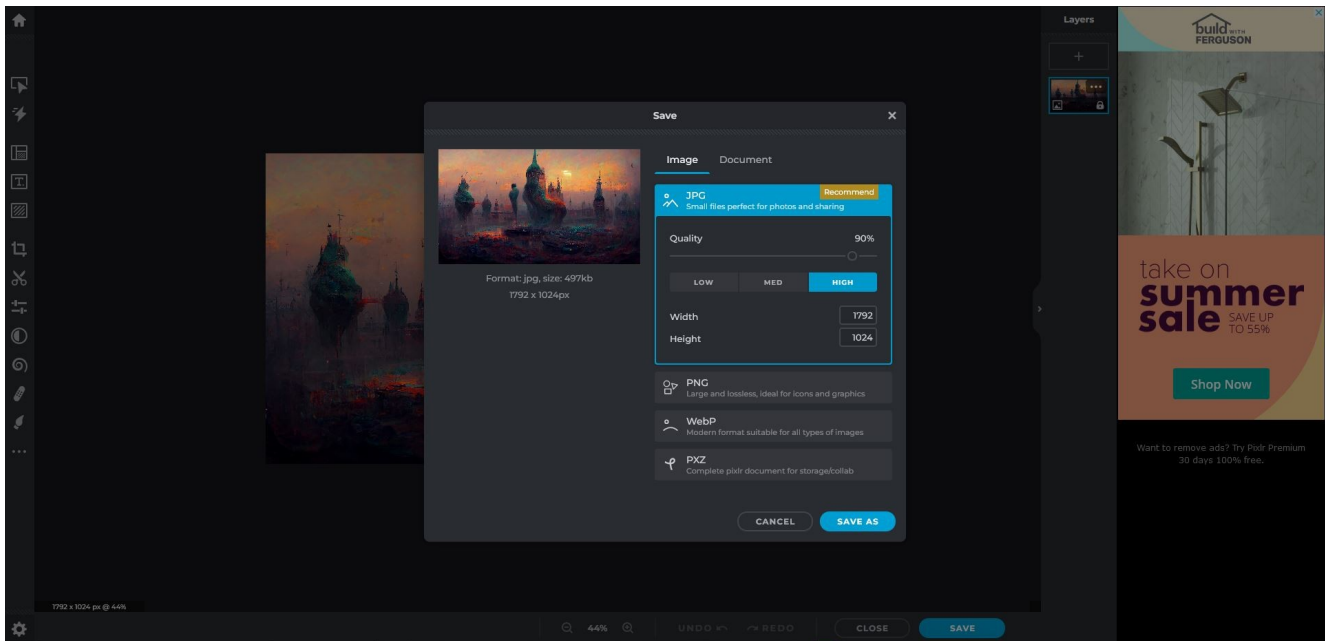 Layers
build WITH
FERGUSON
Save
Image Document
JPG
Recommend
Small files perfect for photos and sharing
Quality 90%
LOW MED HIGH
Width 1792
Height 1024
Format: jpg, size: 497kb
1792 x 1024px
PNG
Large and lossless, ideal for icons and graphics
WebP
Modern format suitable for all types of images
PXZ
Complete pixlr document for storage/collab
CANCEL SAVE AS
take on
summer
sale SAVE UP
TO 55%
Shop Now
Want to remove ads? Try Pixlr Premium
30 days 100% free.
1792 x 1024 px @ 44%
44% UNDO REDO CLOSE SAVE